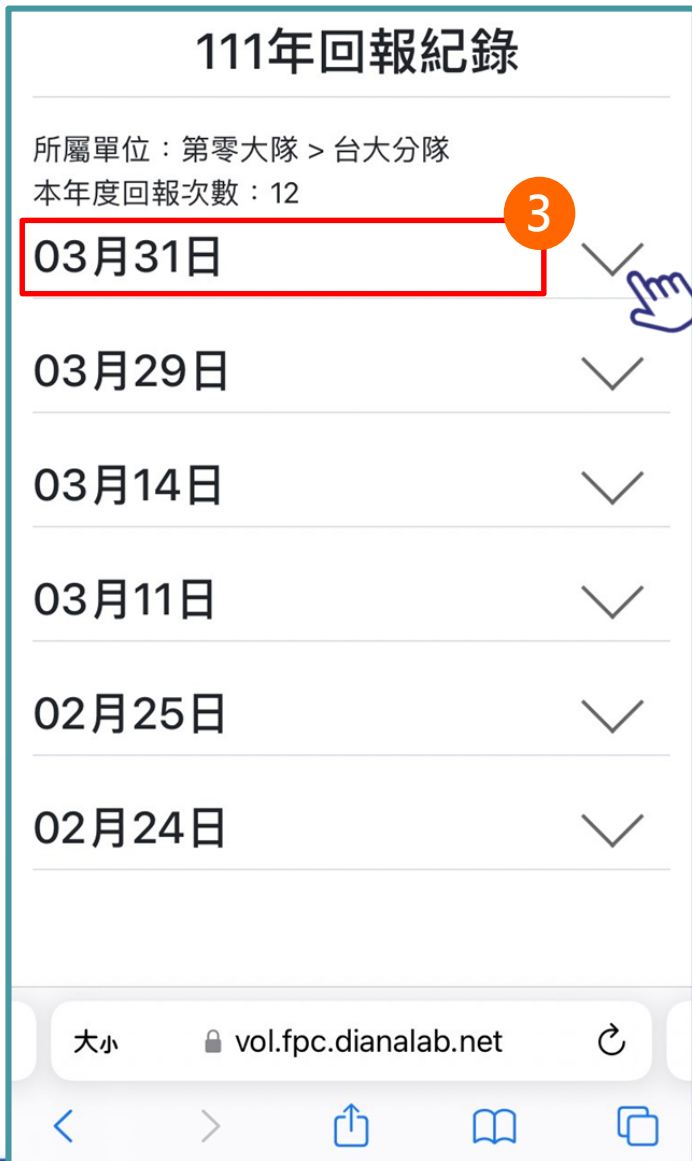 111年回報紀錄
所屬單位：第零大隊 > 台大分隊
本年度回報次數：12
3
03月31日
03月29日
03月14日
03月11日
02月25日
02月24日
大小 vol.fpc.dianalab.net